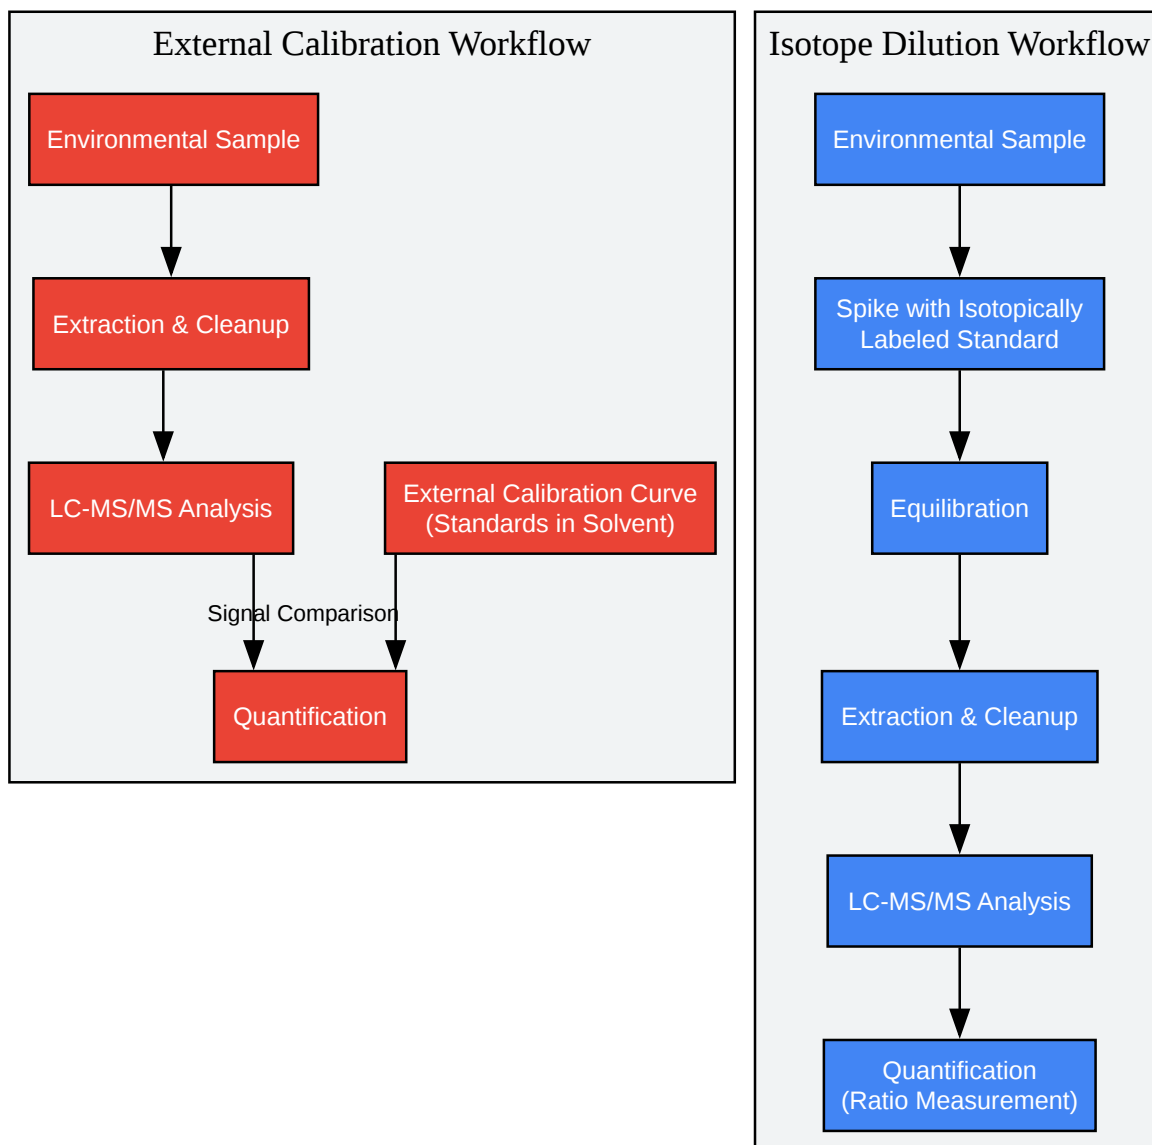 External Calibration Workflow
Environmental Sample
Extraction & Cleanup
LC-MS/MS Analysis
External Calibration Curve
(Standards in Solvent)
Signal Comparison
Quantification
Isotope Dilution Workflow
Environmental Sample
Spike with Isotopically
Labeled Standard
Equilibration
Extraction & Cleanup
LC-MS/MS Analysis
Quantification
(Ratio Measurement)